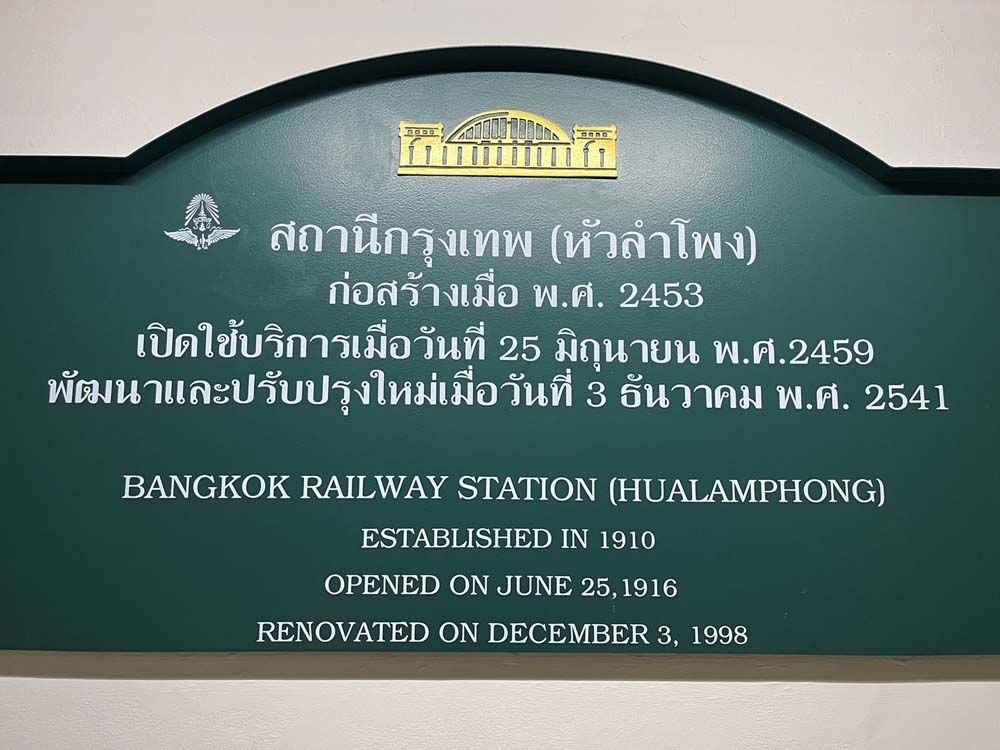 สถานีกรุงเทพ (หัวลำโพง)
ก่อสร้างเมื่อ พ.ศ. 2453
เปิดใช้บริการเมื่อวันที่ 25 มิถุนายน พ.ศ.2459
พัฒนาและปรับปรุงใหม่เมื่อวันที่ 3 ธันวาคม พ.ศ. 2541
BANGKOK RAILWAY STATION (HUALAMPHONG)
ESTABLISHED IN 1910
OPENED ON JUNE 25,1916
RENOVATED ON DECEMBER 3, 1998